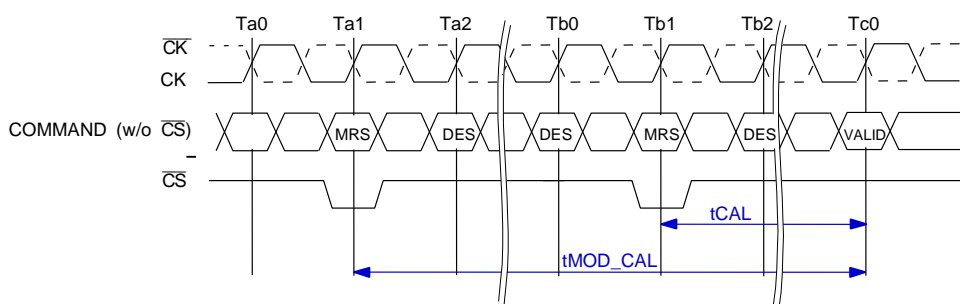 Ta0 Ta1 Ta2 Tb0 Tb1 Tb2 Tc0
CK
CK
COMMAND (w/o CS) MRS DES DES MRS DES VALID
CS
tCAL
tMOD_CAL